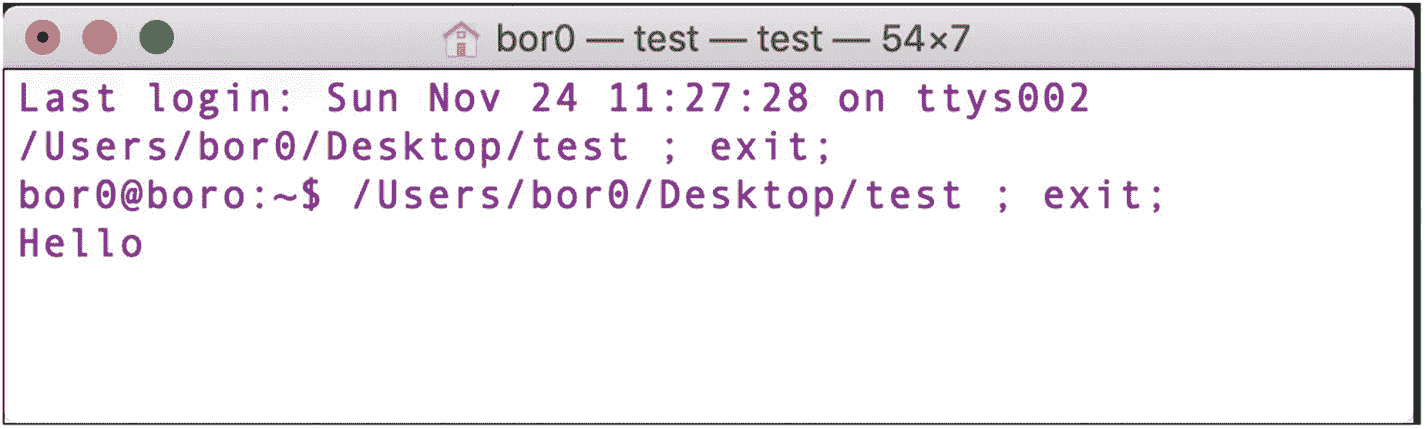 bor0 — test — test — 54×7
Last login: Sun Nov 24 11:27:28 on ttys002
/Users/bor0/Desktop/test ; exit;
bor0@boro:~$ /Users/bor0/Desktop/test ; exit;
Hello